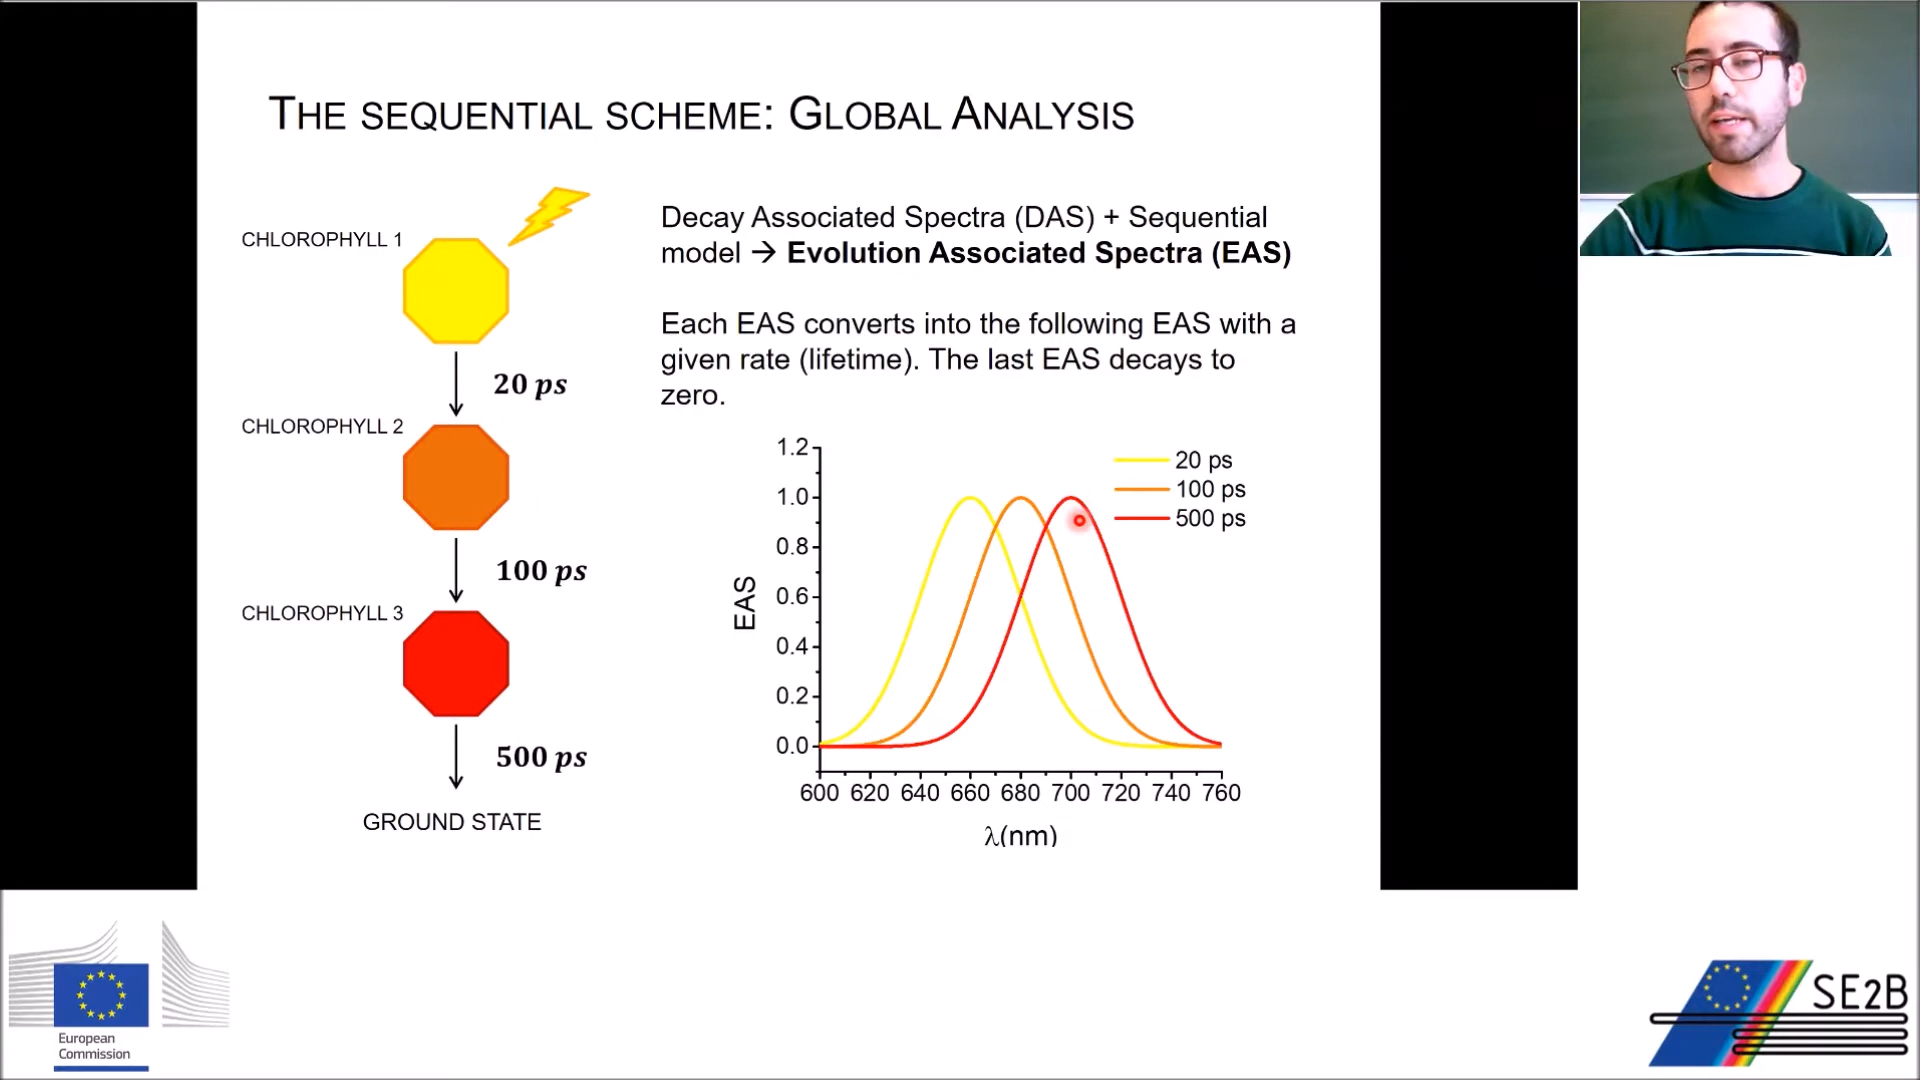 THE SEQUENTIAL SCHEME: GLOBAL ANALYSIS
CHLOROPHYLL 1
20 ps
CHLOROPHYLL 2
100 ps
CHLOROPHYLL 3
500 ps
GROUND STATE
Decay Associated Spectra (DAS) + Sequential
model → Evolution Associated Spectra (EAS)
Each EAS converts into the following EAS with a
given rate (lifetime). The last EAS decays to
zero.
1.2
1.0
0.8
0.6
0.4
0.2
0.0
EAS
20 ps
100 ps
500 ps
600 620 640 660 680 700 720 740 760
λ(nm)
European
Commission
SE2B